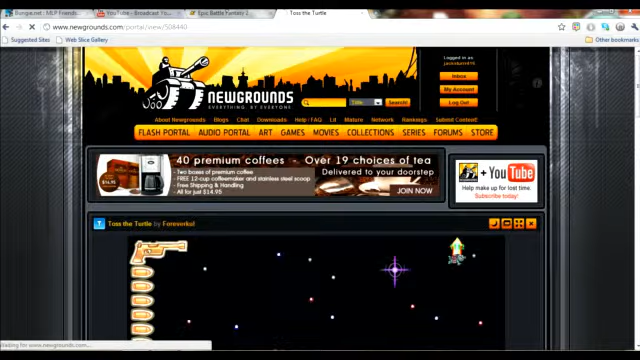 Bungie.net - MLP Friends
YouTube - Broadcast Yo
Epic Battle Fantasy 3
Toss the Turtle
www.newgrounds.com/portal/view/508440
Suggested Sites
Web Slice Gallery
Other bookmarks
Logged in as
Inbox
My Account
Log Out
NEWGROUNDS
EVERYTHING, BY EVERYONE
Title
Search!
About Newgrounds Blogs Chat Downloads Help / FAQ Lit Mature Network Rankings Submit Content!
FLASH PORTAL AUDIO PORTAL ART GAMES MOVIES COLLECTIONS SERIES FORUMS STORE
40 premium coffees - Over 19 choices of tea
- Two boxes of premium coffee
- FREE 12-cup coffeemaker and stainless steel scoop
- Free Shipping & Handling
- All for just $14.95
Delivered to your doorstep
JOIN NOW
+ YouTube
Help make up for lost time.
Subscribe today!
T
Toss the Turtle by Foreverkul
Waiting for www.newgrounds.com...